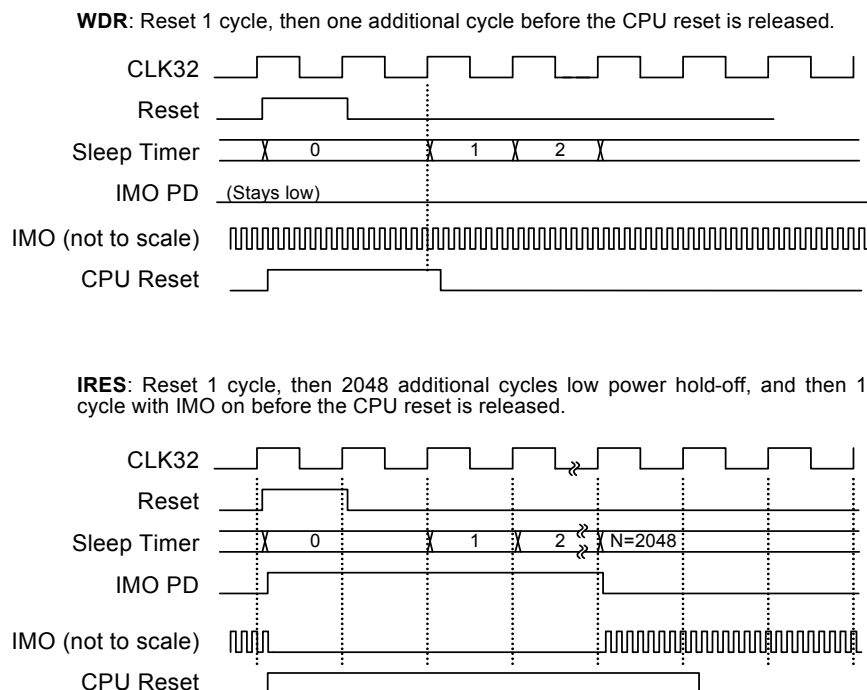 WDR: Reset 1 cycle, then one additional cycle before the CPU reset is released.
CLK32
Reset
Sleep Timer 0 1 2
IMO PD (Stays low)
IMO (not to scale)
CPU Reset
IRES: Reset 1 cycle, then 2048 additional cycles low power hold-off, and then 1
cycle with IMO on before the CPU reset is released.
CLK32
Reset
Sleep Timer 0 1 2 N=2048
IMO PD
IMO (not to scale)
CPU Reset